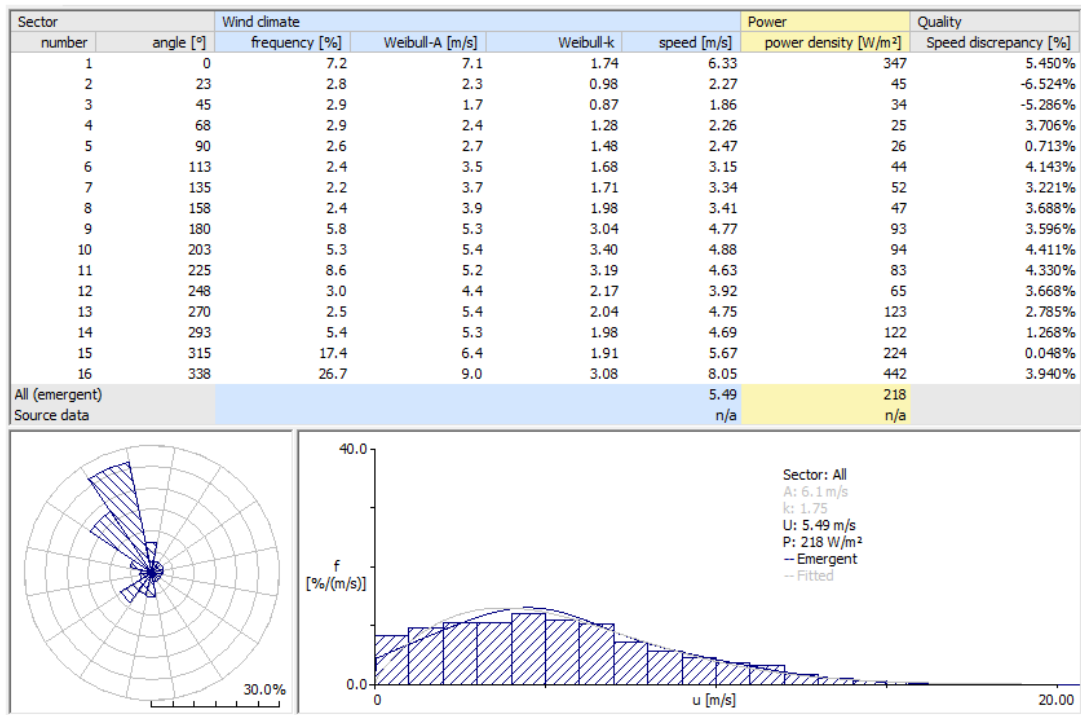 Sector Wind climate Power Quality
number angle [°] frequency [%] Weibull-A [m/s] Weibull-k speed [m/s] power density [W/m²] Speed discrepancy [%]
1 0 7.2 7.1 1.74 6.33 347 5.450%
2 23 2.8 2.3 0.98 2.27 45 -6.524%
3 45 2.9 1.7 0.87 1.86 34 -5.286%
4 68 2.9 2.4 1.28 2.26 25 3.706%
5 90 2.6 2.7 1.48 2.47 26 0.713%
6 113 2.4 3.5 1.68 3.15 44 4.143%
7 135 2.2 3.7 1.71 3.34 52 3.221%
8 158 2.4 3.9 1.98 3.41 47 3.688%
9 180 5.8 5.3 3.04 4.77 93 3.596%
10 203 5.3 5.4 3.40 4.88 94 4.411%
11 225 8.6 5.2 3.19 4.63 83 4.330%
12 248 3.0 4.4 2.17 3.92 65 3.668%
13 270 2.5 5.4 2.04 4.75 123 2.785%
14 293 5.4 5.3 1.98 4.69 122 1.268%
15 315 17.4 6.4 1.91 5.67 224 0.048%
16 338 26.7 9.0 3.08 8.05 442 3.940%
All (emergent) 5.49 218
Source data n/a n/a
30.0%
40.0
f
[%/(m/s)]
0.0
0
u [m/s]
20.00
Sector: All
A: 6.1 m/s
k: 1.75
U: 5.49 m/s
P: 218 W/m²
-- Emergent
-- Fitted